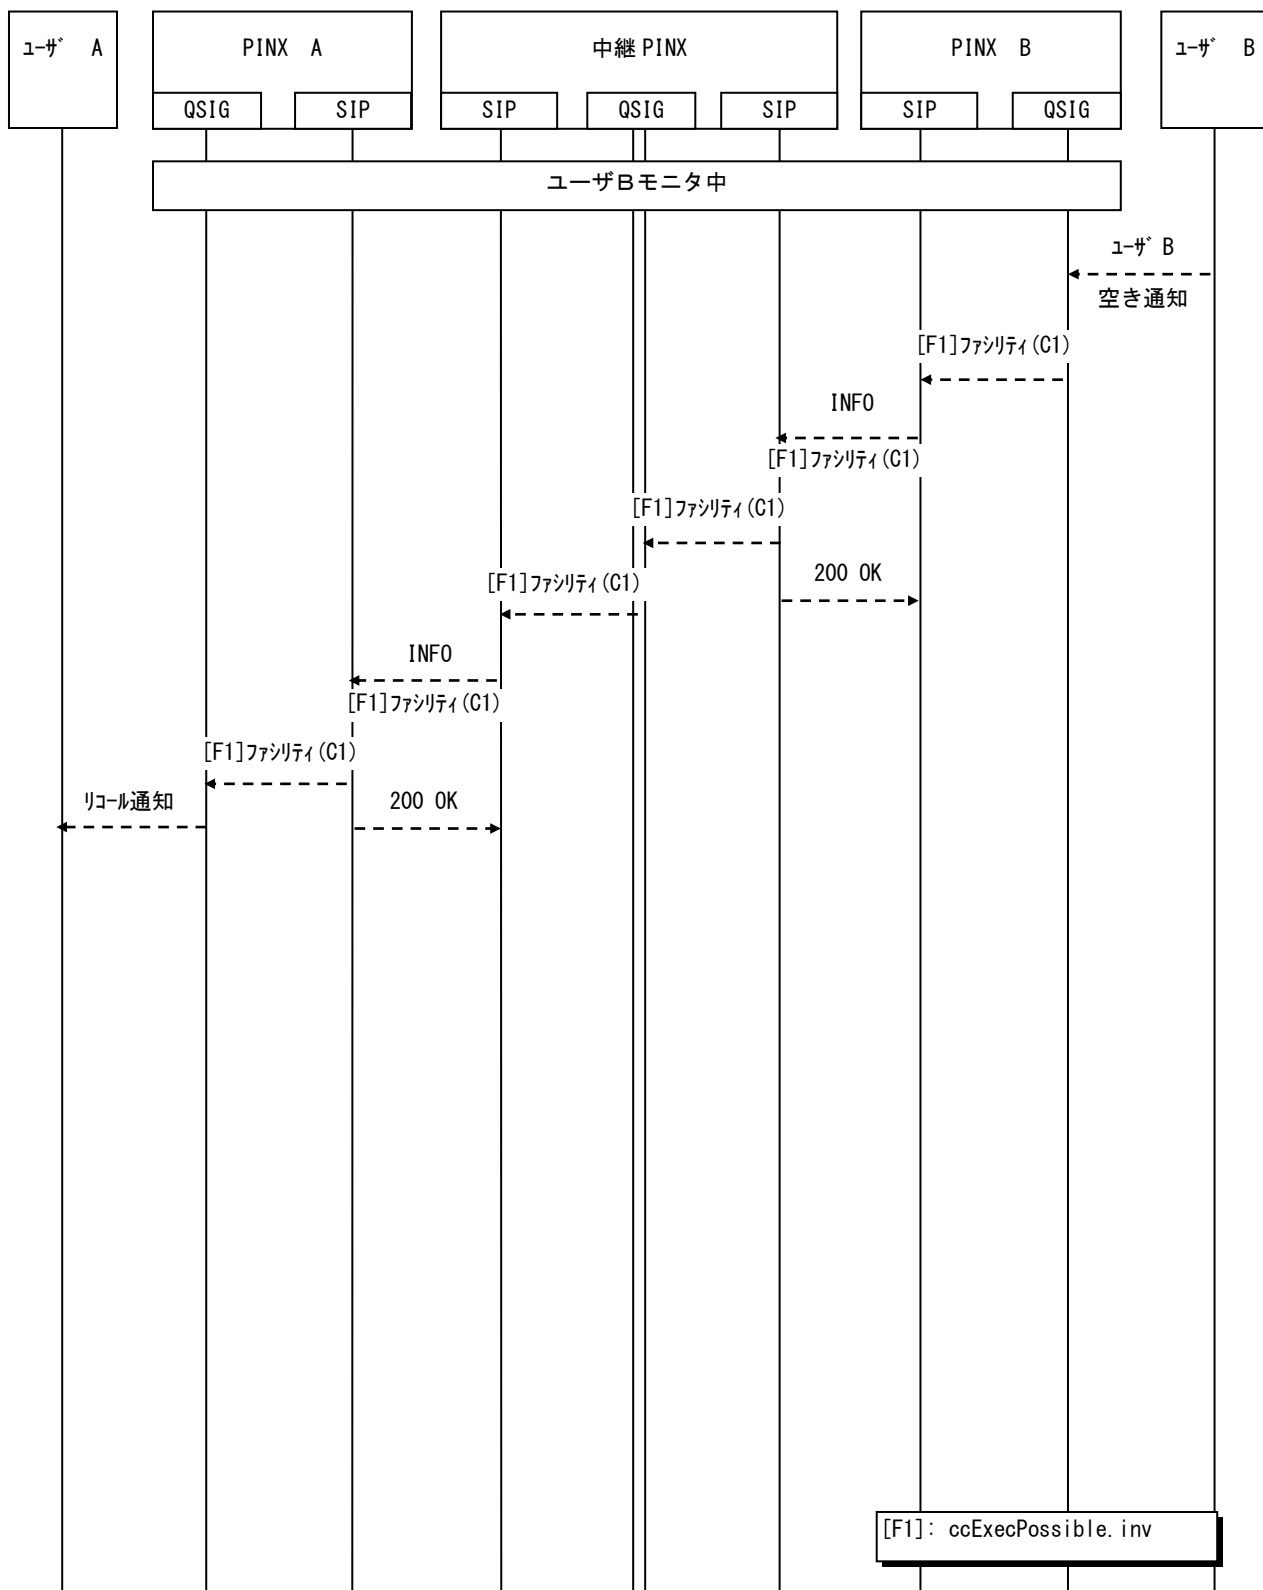 ﾕｰｻﾞ A
PINX A
中継 PINX
PINX B
ﾕｰｻﾞ B
QSIG
SIP
SIP
QSIG
SIP
SIP
QSIG
ユーザBモニタ中
ﾕｰｻﾞ B
空き通知
[F1]ﾌｧｼﾘﾃｨ(C1)
INFO
[F1]ﾌｧｼﾘﾃｨ(C1)
[F1]ﾌｧｼﾘﾃｨ(C1)
200 OK
[F1]ﾌｧｼﾘﾃｨ(C1)
INFO
[F1]ﾌｧｼﾘﾃｨ(C1)
[F1]ﾌｧｼﾘﾃｨ(C1)
ﾘｺｰﾙ通知
200 OK
[F1]: ccExecPossible.inv